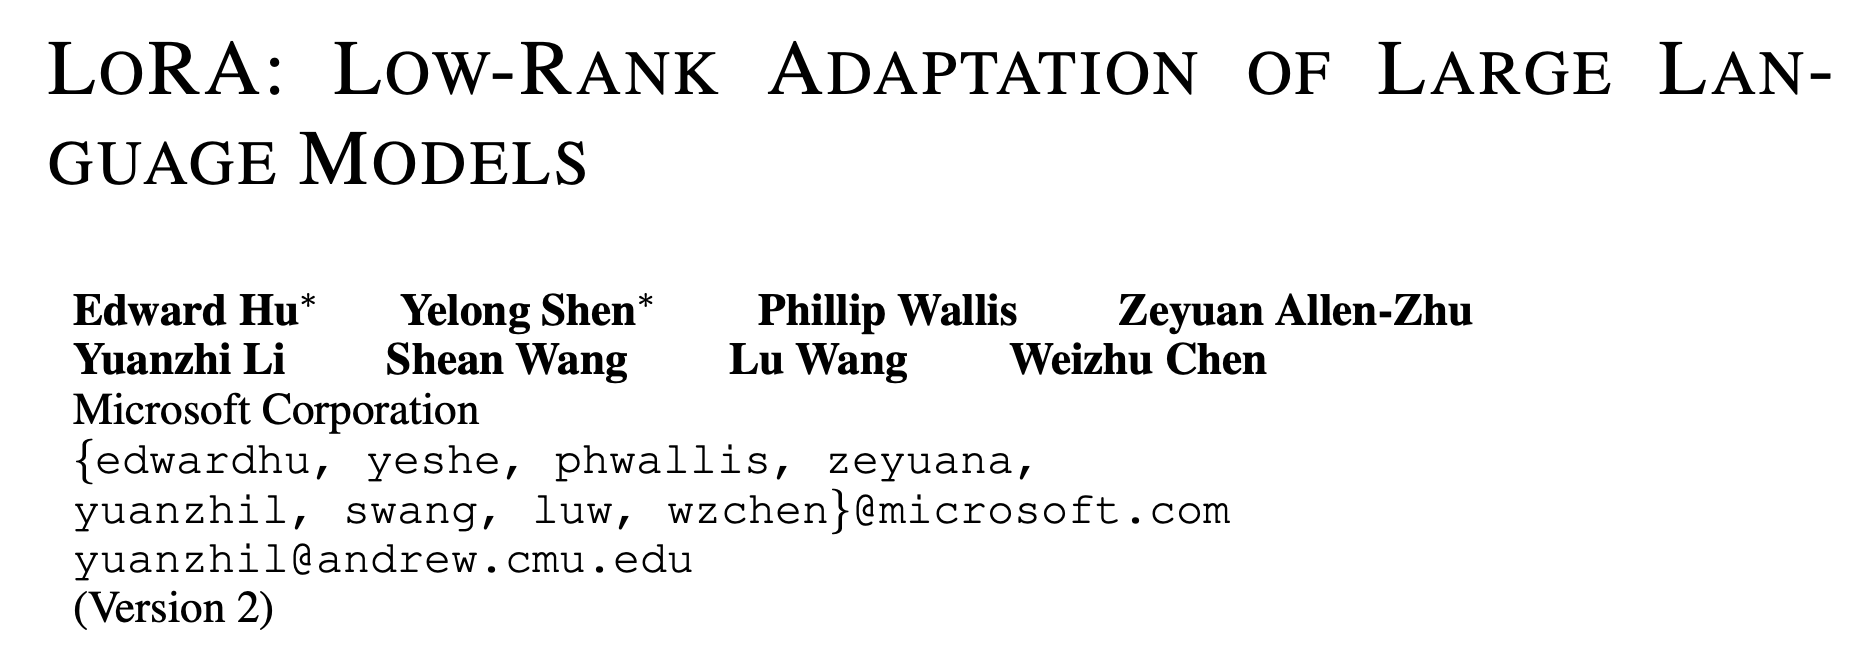 LORA: LOW-RANK ADAPTATION OF LARGE LAN-
GUAGE MODELS
Edward Hu* Yelong Shen* Phillip Wallis Zeyuan Allen-Zhu
Yuanzhi Li Shean Wang Lu Wang Weizhu Chen
Microsoft Corporation
{edwardhu, yeshe, phwallis, zeyuana,
yuanzhil, swang, luw, wzchen}@microsoft.com
yuanzhil@andrew.cmu.edu
(Version 2)